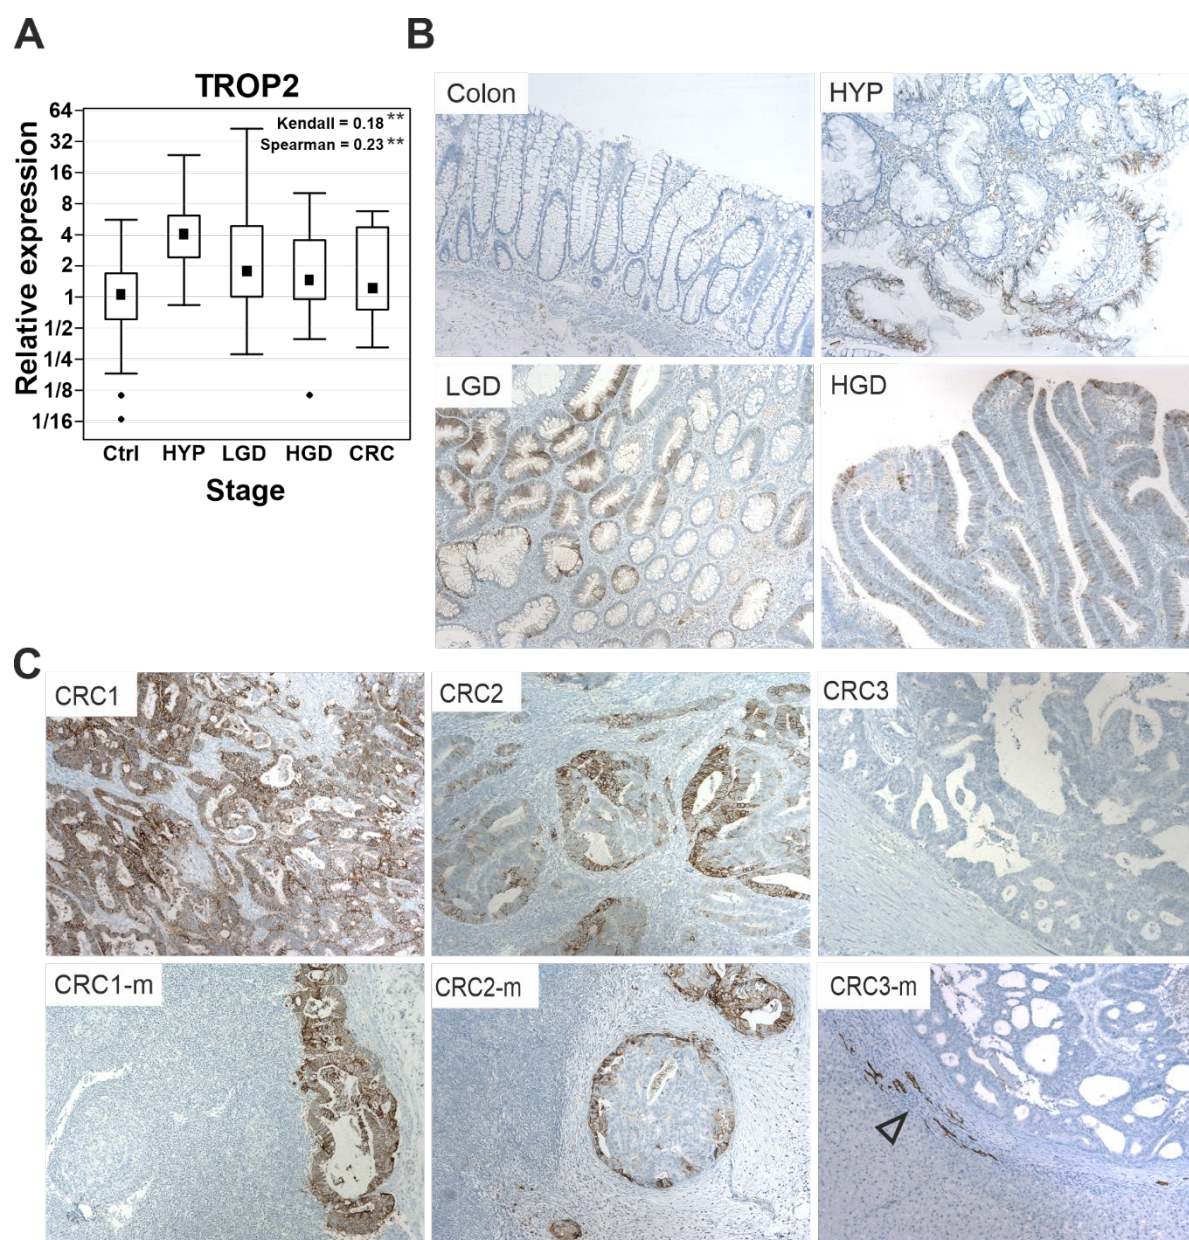 A
B
TROP2
Relative expression
64
32
16
8
4
2
1
1/2
1/4
1/8
1/16
Kendall = 0.18 **
Spearman = 0.23 **
Ctrl HYP LGD HGD CRC
Stage
Colon
HYP
LGD
HGD
C
CRC1
CRC2
CRC3
CRC1-m
CRC2-m
CRC3-m